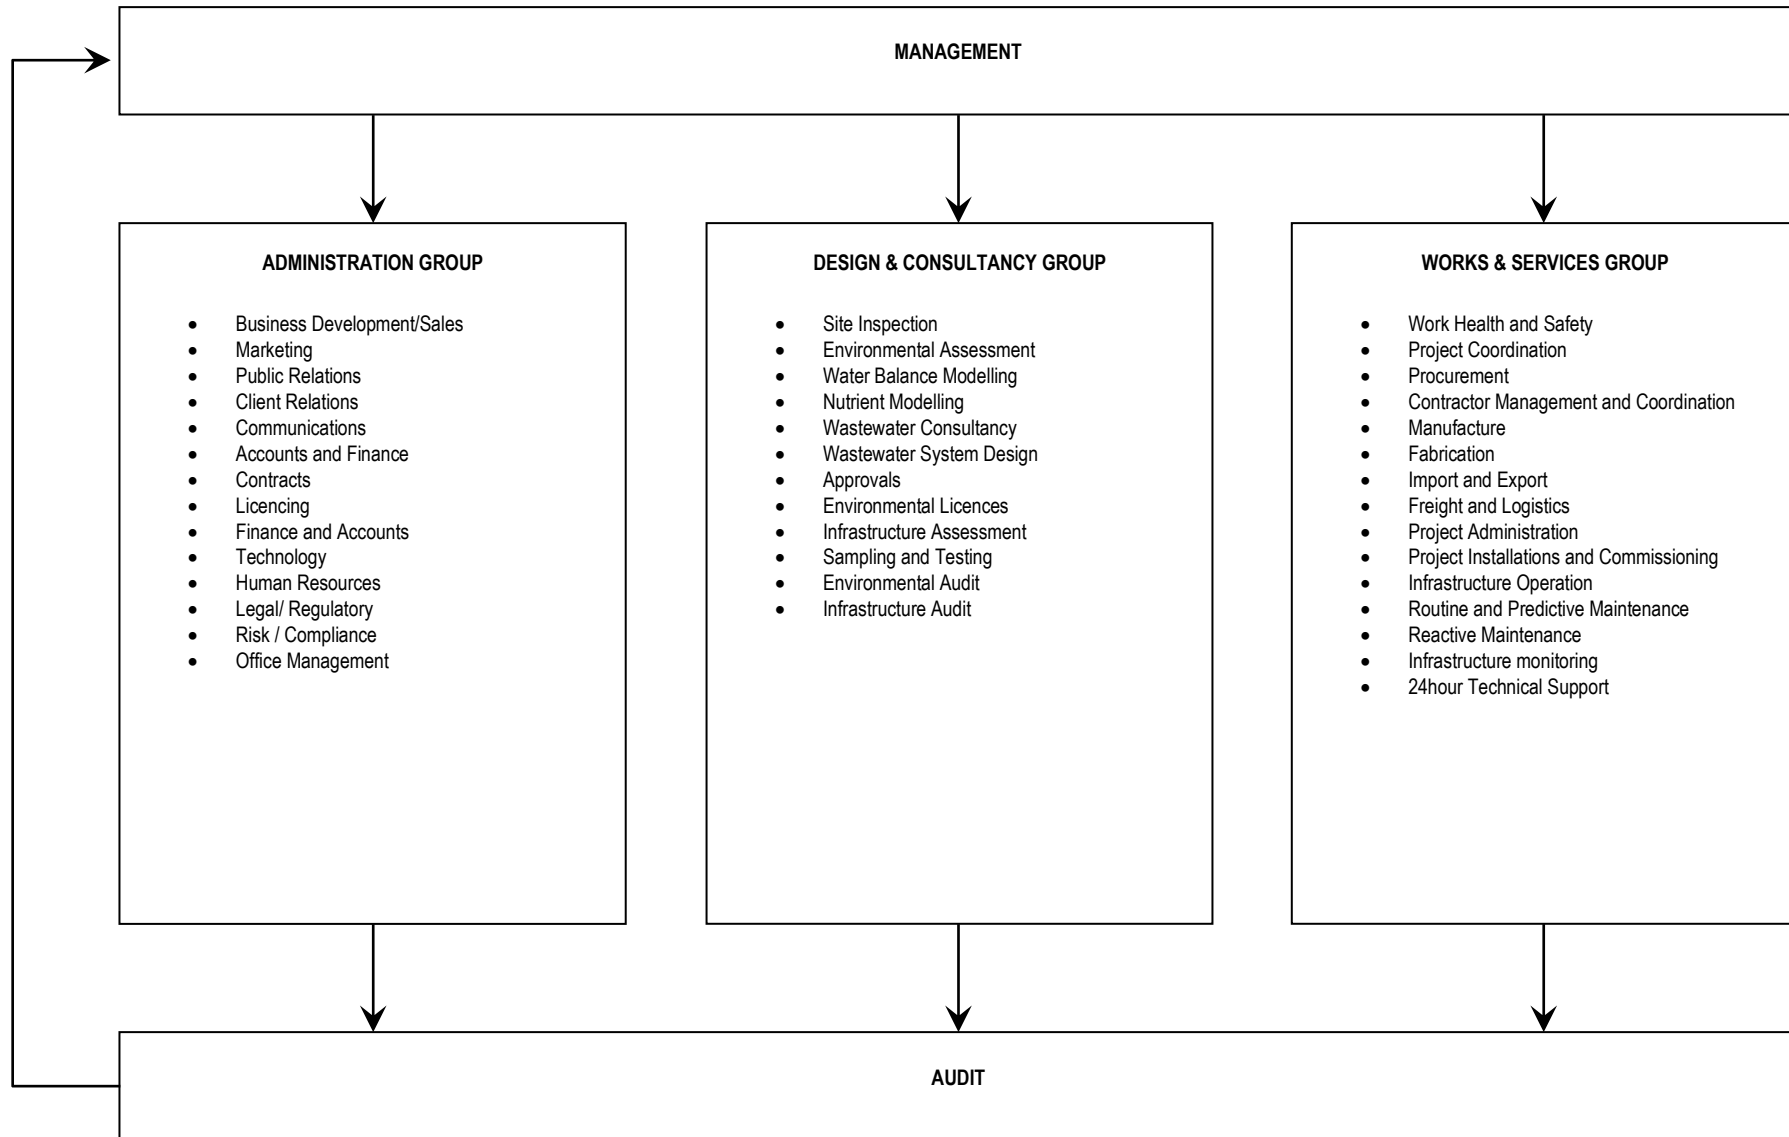 MANAGEMENT
ADMINISTRATION GROUP
• Business Development/Sales
• Marketing
• Public Relations
• Client Relations
• Communications
• Accounts and Finance
• Contracts
• Licencing
• Finance and Accounts
• Technology
• Human Resources
• Legal/ Regulatory
• Risk / Compliance
• Office Management
DESIGN & CONSULTANCY GROUP
• Site Inspection
• Environmental Assessment
• Water Balance Modelling
• Nutrient Modelling
• Wastewater Consultancy
• Wastewater System Design
• Approvals
• Environmental Licences
• Infrastructure Assessment
• Sampling and Testing
• Environmental Audit
• Infrastructure Audit
WORKS & SERVICES GROUP
• Work Health and Safety
• Project Coordination
• Procurement
• Contractor Management and Coordination
• Manufacture
• Fabrication
• Import and Export
• Freight and Logistics
• Project Administration
• Project Installations and Commissioning
• Infrastructure Operation
• Routine and Predictive Maintenance
• Reactive Maintenance
• Infrastructure monitoring
• 24hour Technical Support
AUDIT